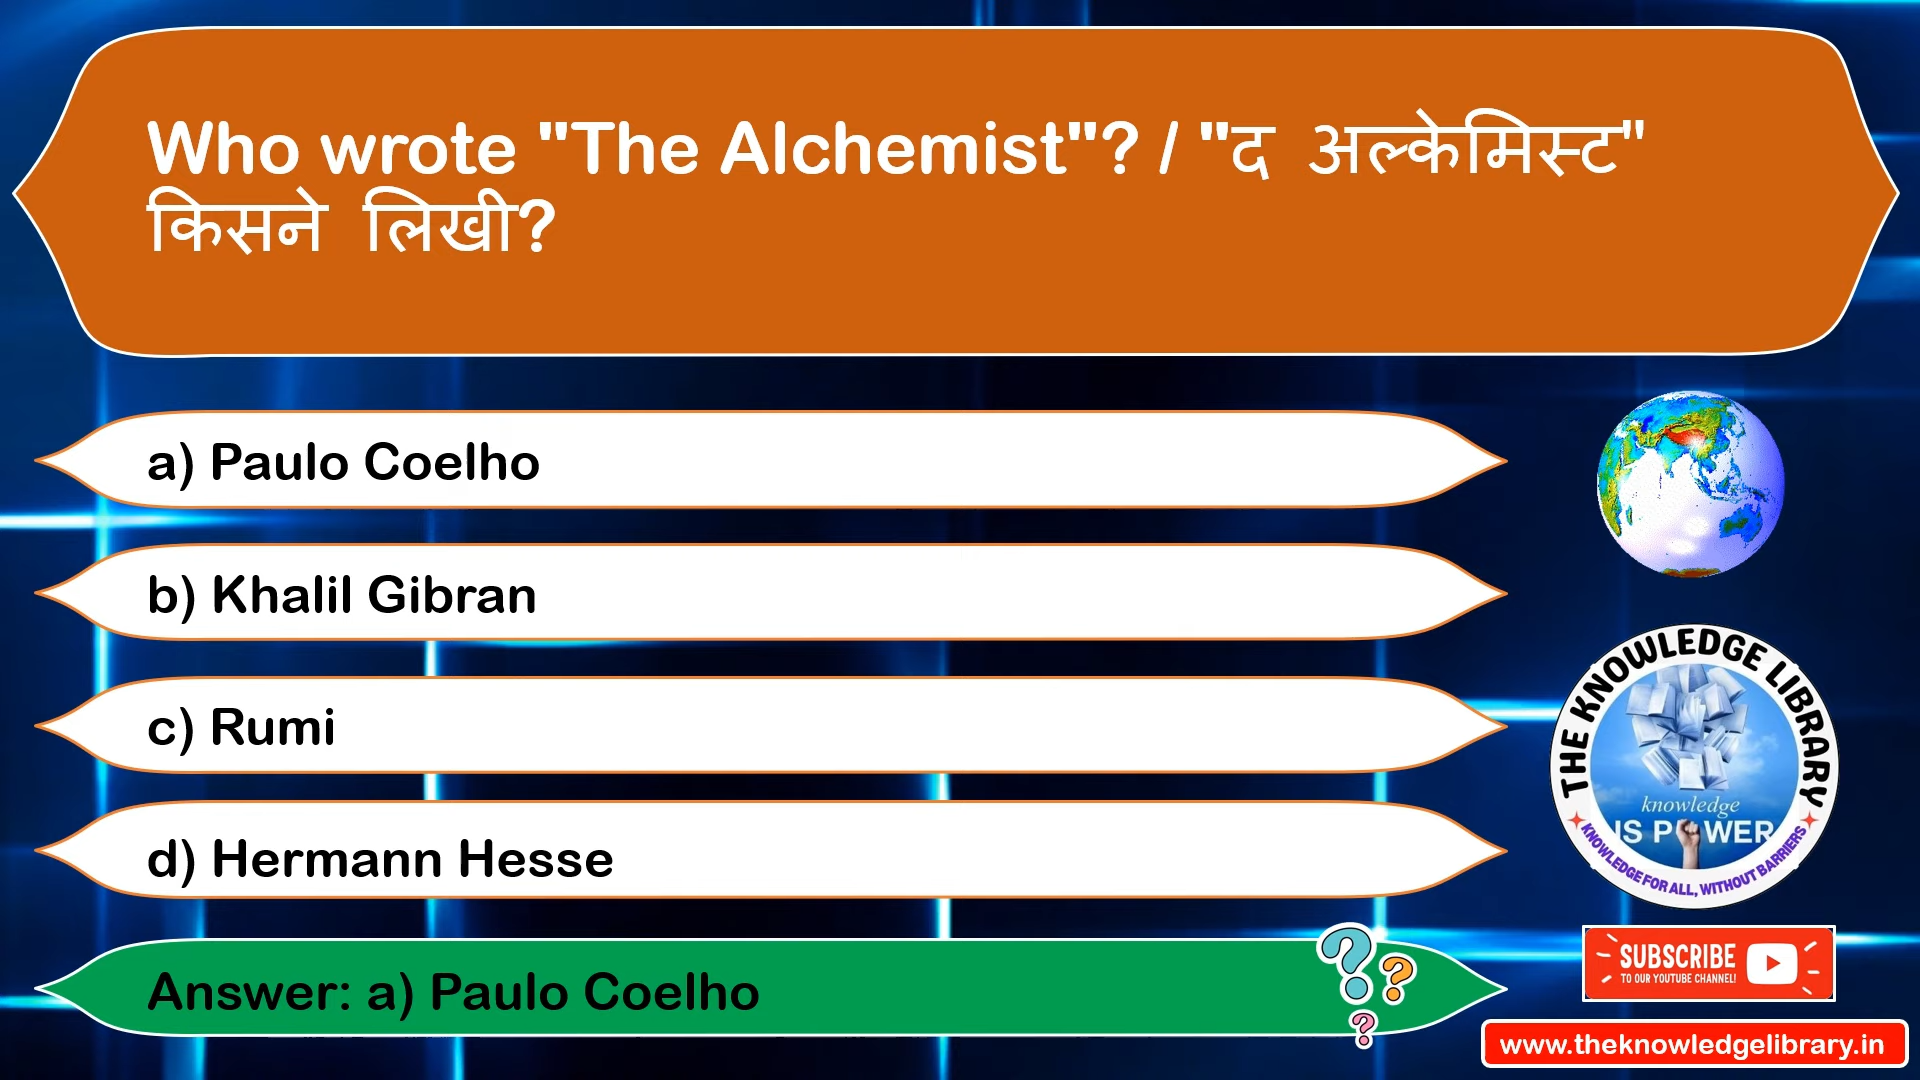 Who wrote "The Alchemist"? / "द अल्केमिस्ट"
किसने लिखी?
a) Paulo Coelho
b) Khalil Gibran
c) Rumi
d) Hermann Hesse
Answer: a) Paulo Coelho
THE KNOWLEDGE LIBRARY
knowledge
IS POWER
KNOWLEDGE FOR ALL, WITHOUT BARRIERS
SUBSCRIBE
TO OUR YOUTUBE CHANNEL!
www.theknowledgelibrary.in